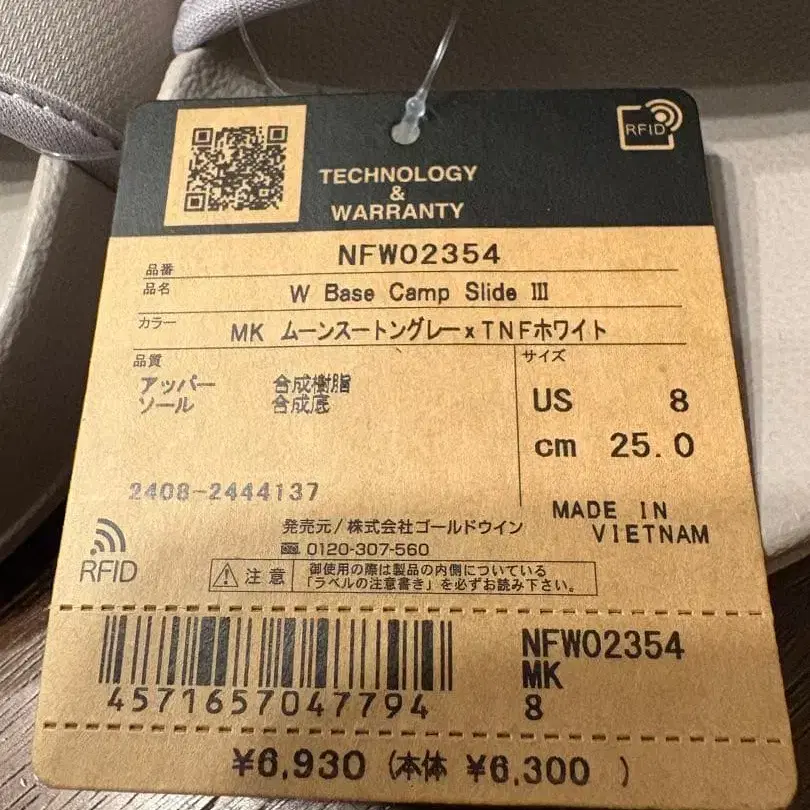 RFID
TECHNOLOGY
&
WARRANTY
品番 NFW02354
品名 W Base Camp Slide Ⅲ
カラー MK ムーンストーングレー×TNFホワイト
品質
アッパー 合成樹脂
ソール 合成底
サイズ
US 8
cm 25.0
2408-2444137
MADE IN
VIETNAM
発売元/株式会社ゴールドウイン
0120-307-560
RFID
注意 御使用の際は製品の内側についている
「ラベルの注意書き」を必ずお読み下さい。
4571657047794
NFW02354
MK
8
¥6,930 (本体 ¥6,300 )